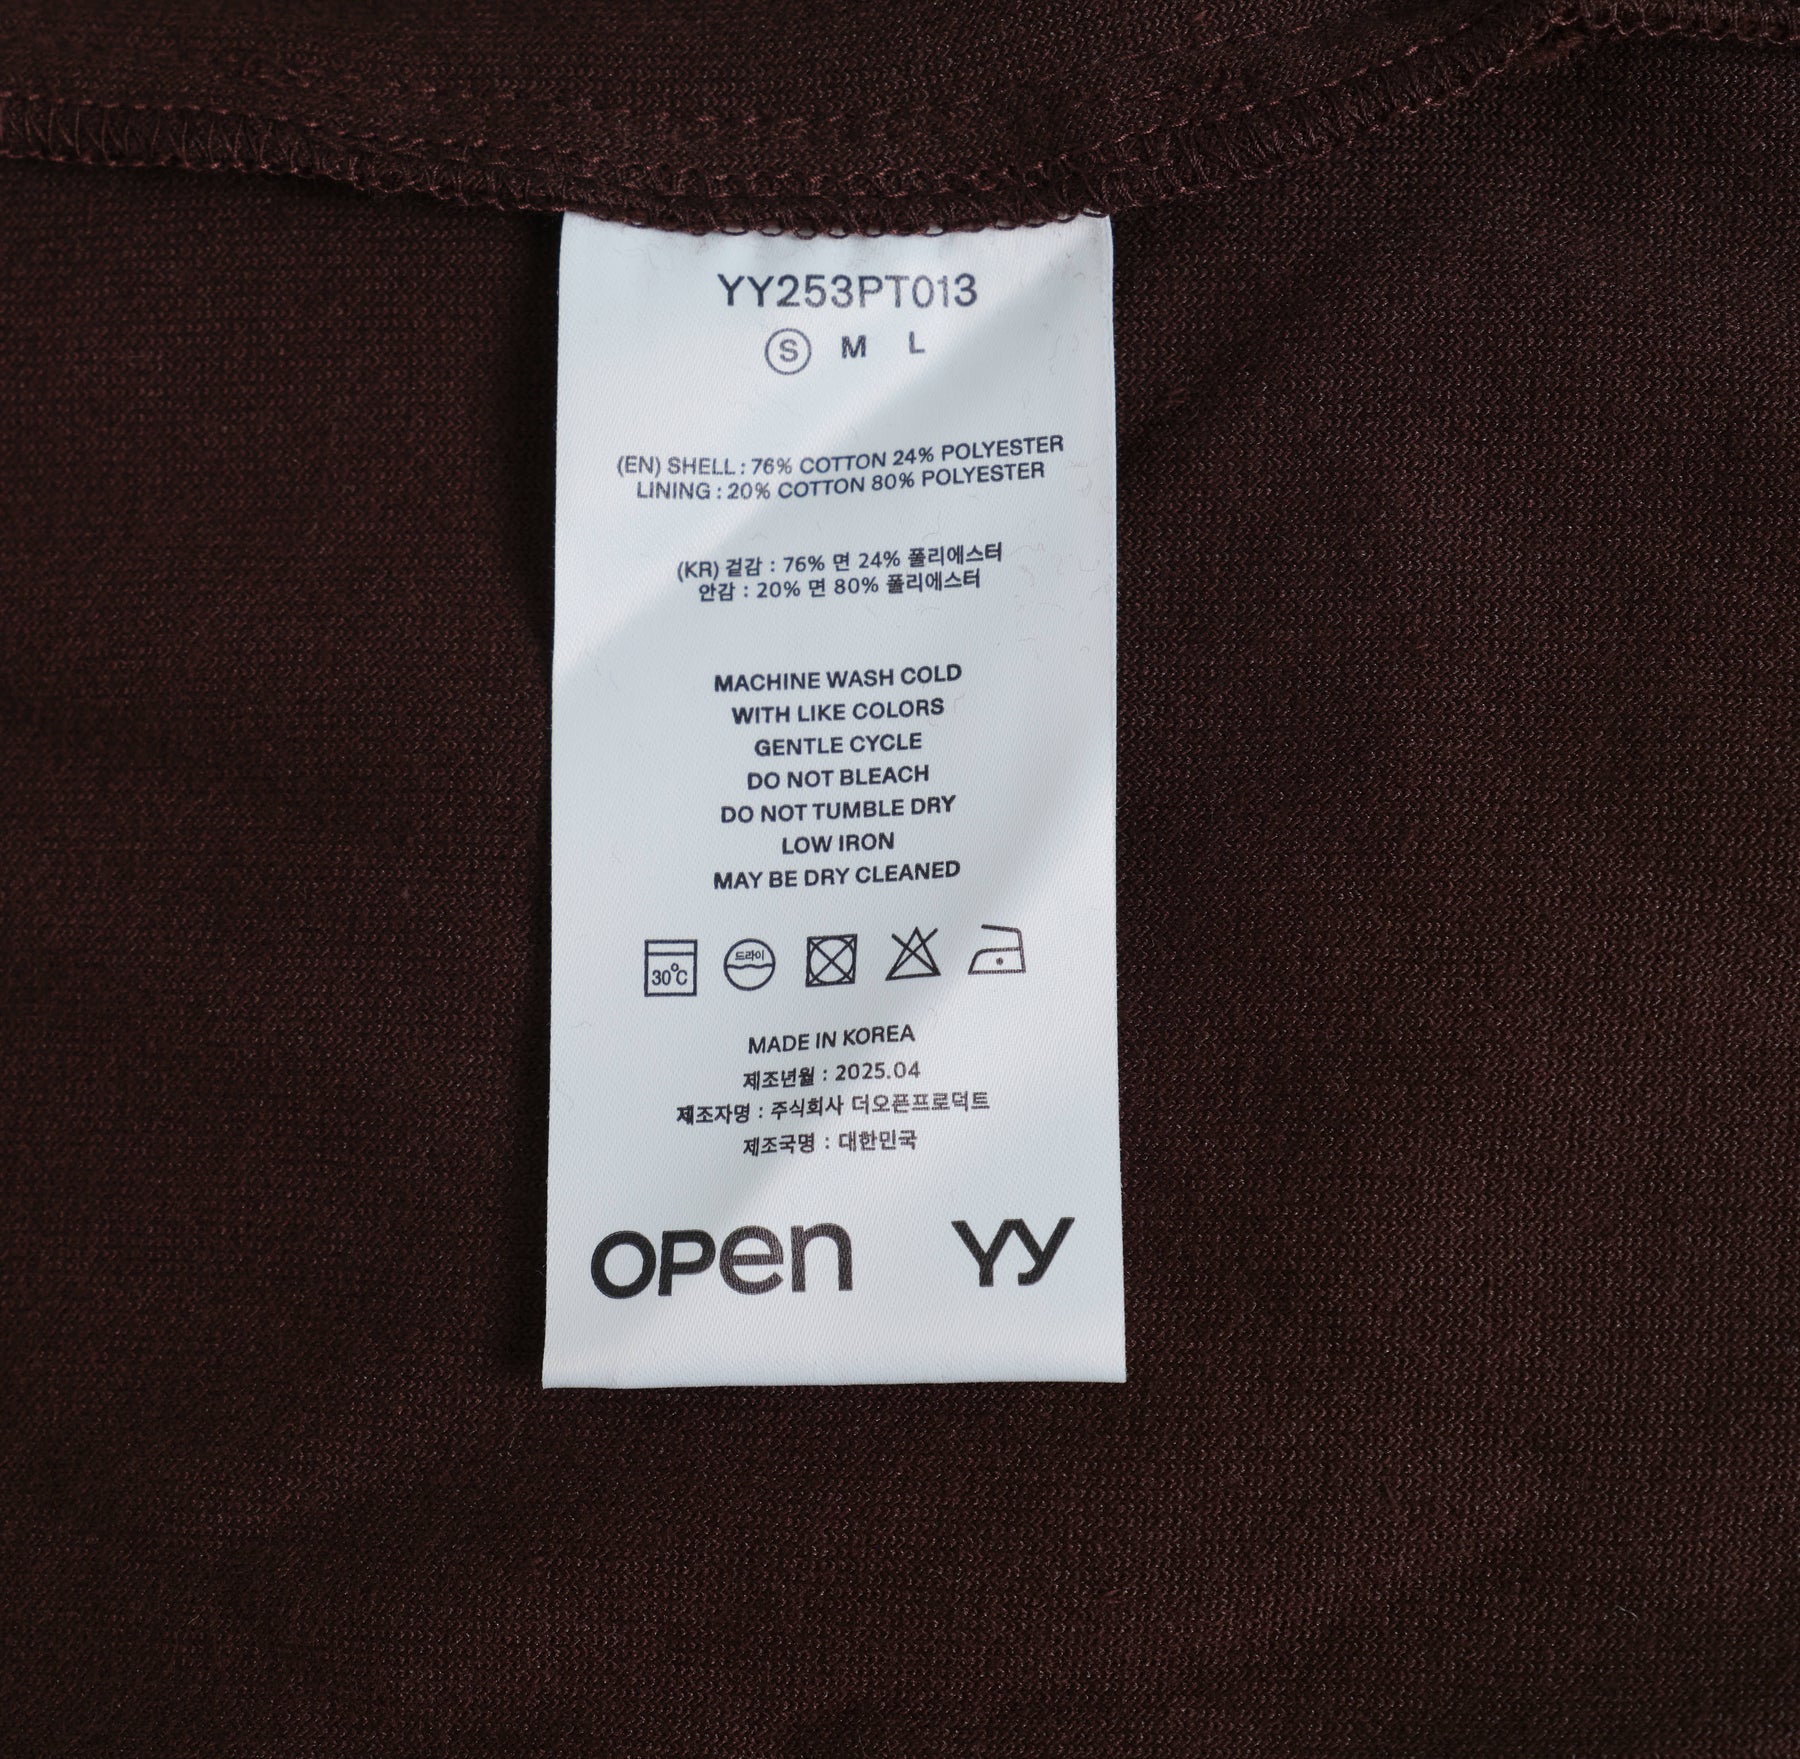 YY253PT013
S M L
(EN) SHELL : 76% COTTON 24% POLYESTER
LINING : 20% COTTON 80% POLYESTER
(KR) 겉감 : 76% 면 24% 폴리에스터
안감 : 20% 면 80% 폴리에스터
MACHINE WASH COLD
WITH LIKE COLORS
GENTLE CYCLE
DO NOT BLEACH
DO NOT TUMBLE DRY
LOW IRON
MAY BE DRY CLEANED
30°C 드라이
MADE IN KOREA
제조년월 : 2025.04
제조자명 : 주식회사 더오픈프로덕트
제조국명 : 대한민국
OPen YY